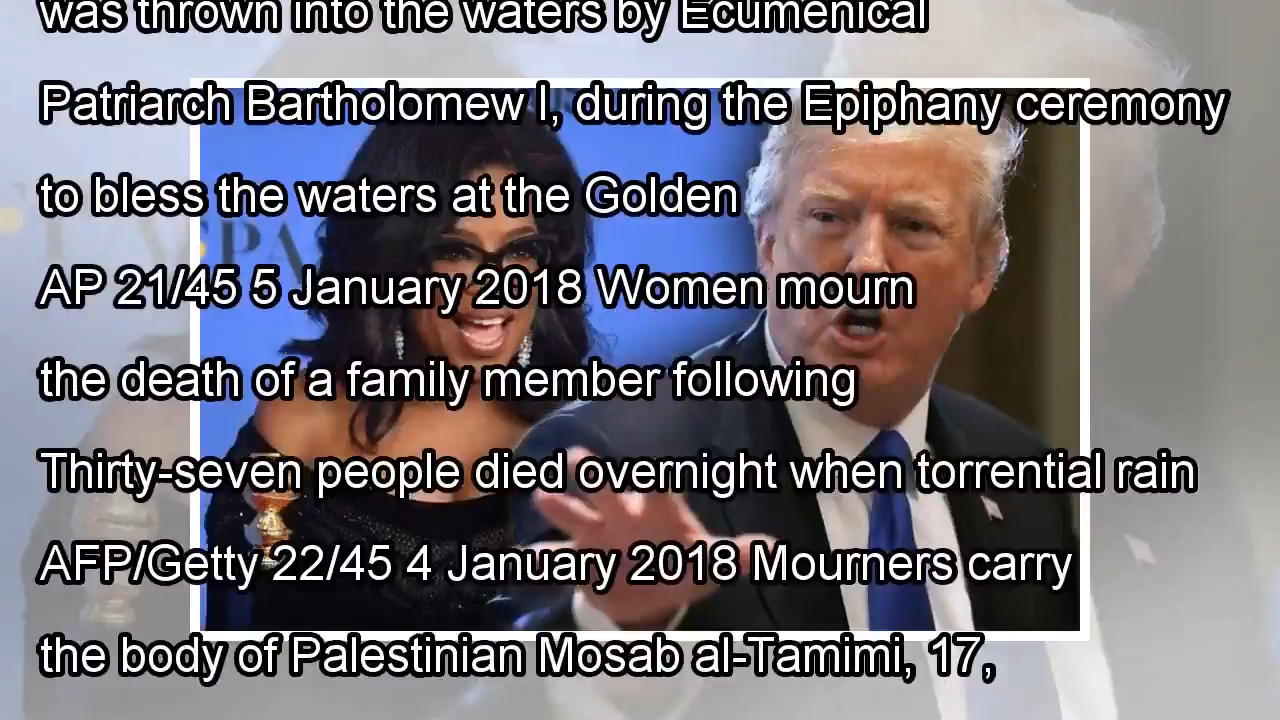 was thrown into the waters by Ecumenical
Patriarch Bartholomew I, during the Epiphany ceremony
to bless the waters at the Golden
AP 21/45 5 January 2018 Women mourn
the death of a family member following
Thirty-seven people died overnight when torrential rain
AFP/Getty 22/45 4 January 2018 Mourners carry
the body of Palestinian Mosab al-Tamimi, 17,